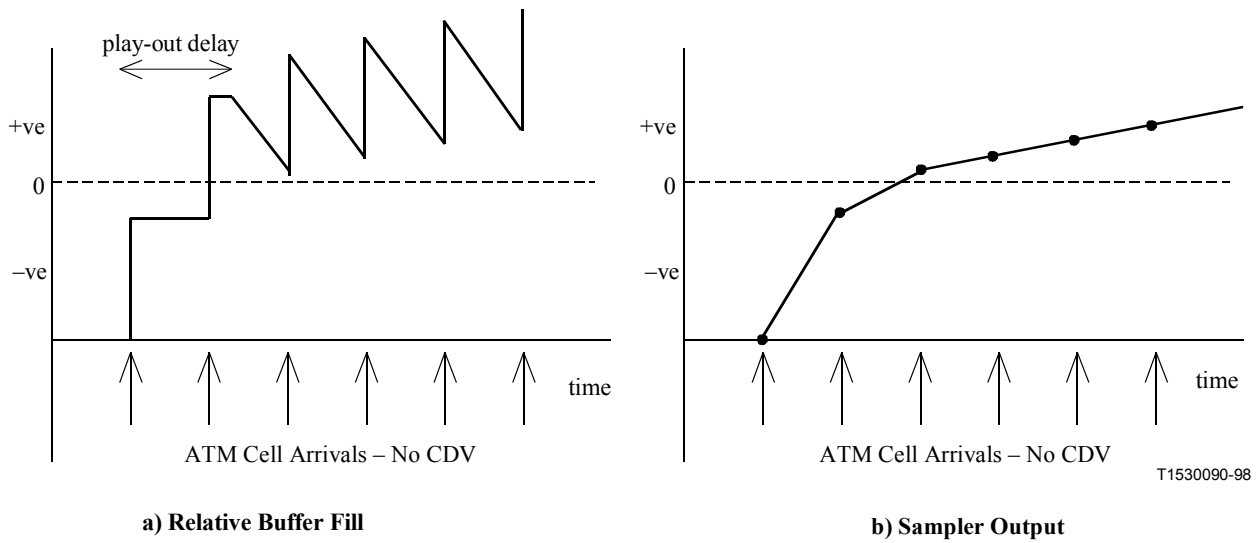 play-out delay
+ve
0
–ve
time
ATM Cell Arrivals – No CDV
a) Relative Buffer Fill
+ve
0
–ve
time
ATM Cell Arrivals – No CDV
T1530090-98
b) Sampler Output